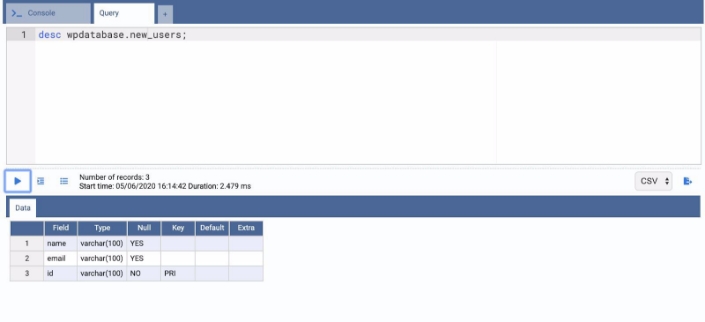 >_ Console Query +
1 desc wpdatabase.new_users;
Number of records: 3
Start time: 05/06/2020 16:14:42 Duration: 2.479 ms
CSV
Data
Field Type Null Key Default Extra
1 name varchar(100) YES
2 email varchar(100) YES
3 id varchar(100) NO PRI